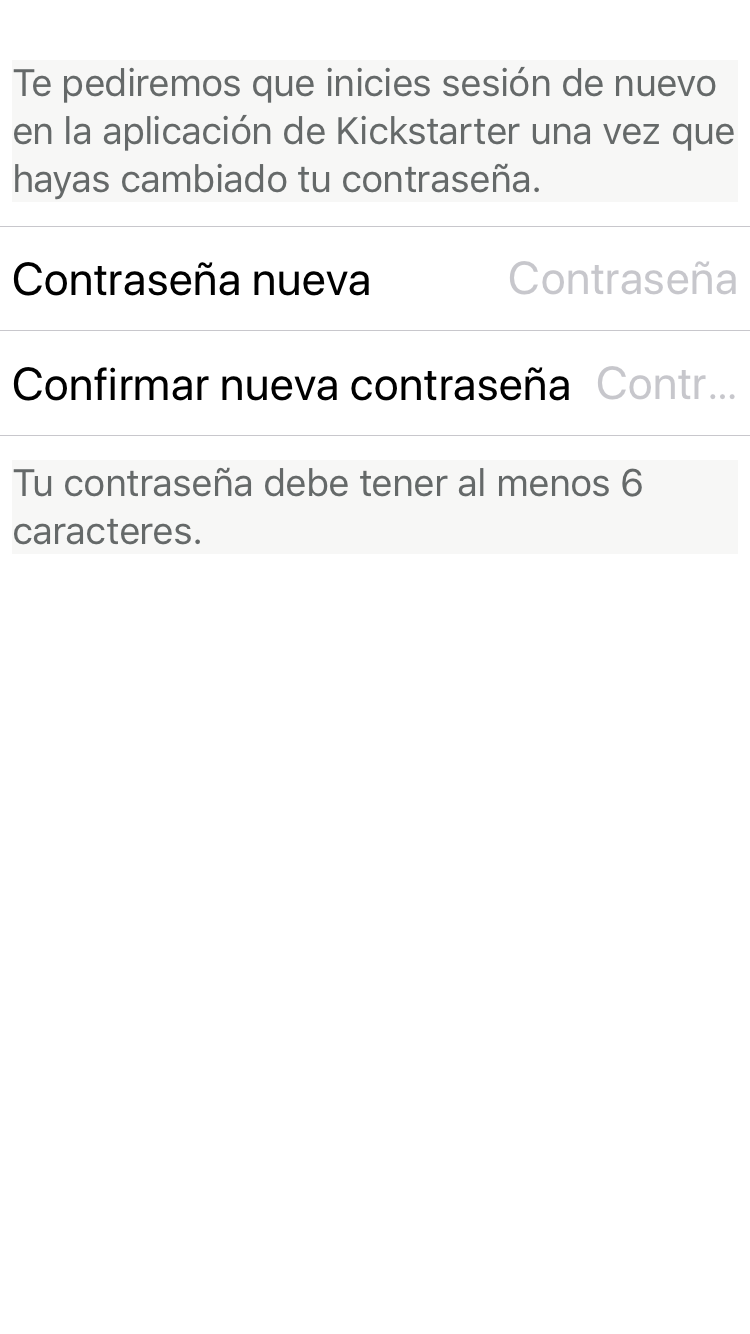 Te pediremos que inicies sesión de nuevo
en la aplicación de Kickstarter una vez que
hayas cambiado tu contraseña.
Contraseña nueva Contraseña
Confirmar nueva contraseña Contr...
Tu contraseña debe tener al menos 6
caracteres.